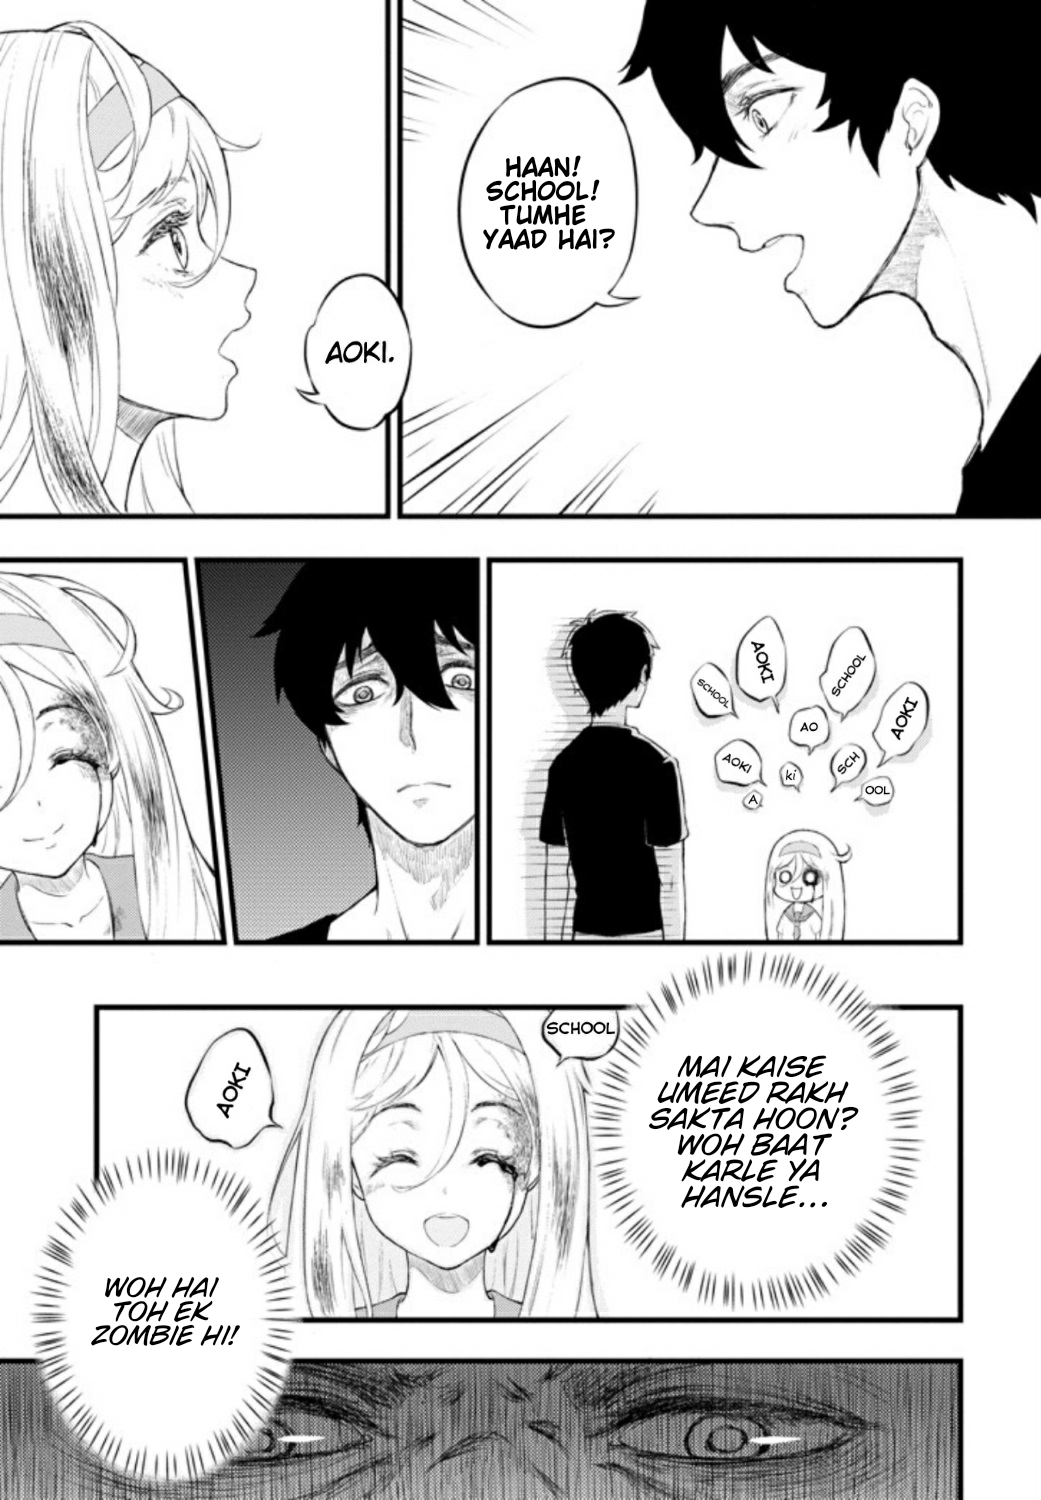 HAAN!
SCHOOL!
TUMHE
YAAD HAI?
AOKI.
AOKI
SCHOOL
SCHOOL
AOKI
AO
AOKI
ki
SCH
OOL
A
SCHOOL
AOKI
MAI KAISE
UMEED RAKH
SAKTA HOON?
WOH BAAT
KARLE YA
HANSLE...
WOH HAI
TOH EK
ZOMBIE HI!